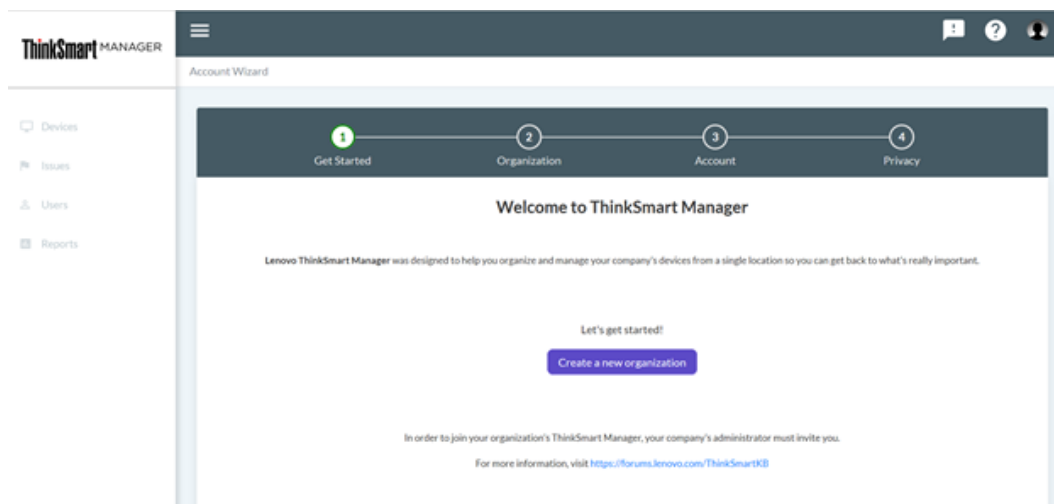 ThinkSmart MANAGER
Account Wizard
Devices
Issues
Users
Reports
1
2
3
4
Get Started
Organization
Account
Privacy
Welcome to ThinkSmart Manager
Lenovo ThinkSmart Manager was designed to help you organize and manage your company's devices from a single location so you can get back to what's really important.
Let's get started!
Create a new organization
In order to join your organization's ThinkSmart Manager, your company's administrator must invite you.
For more information, visit https://forums.lenovo.com/ThinkSmartKB